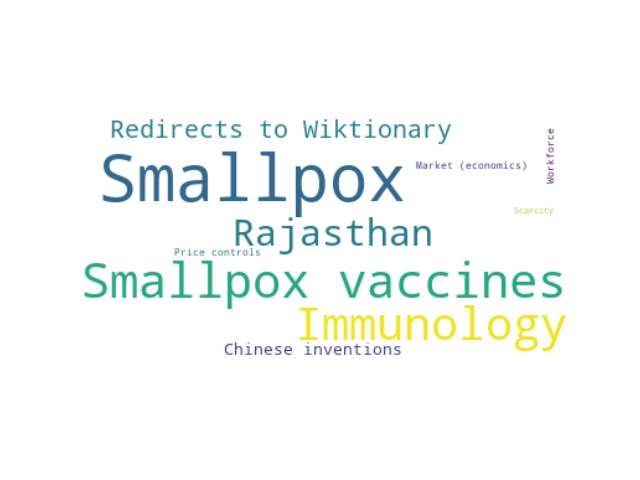 Redirects to Wiktionary
Smallpox
Market (economics)
Workforce
Scarcity
Rajasthan
Price controls
Smallpox vaccines
Immunology
Chinese inventions